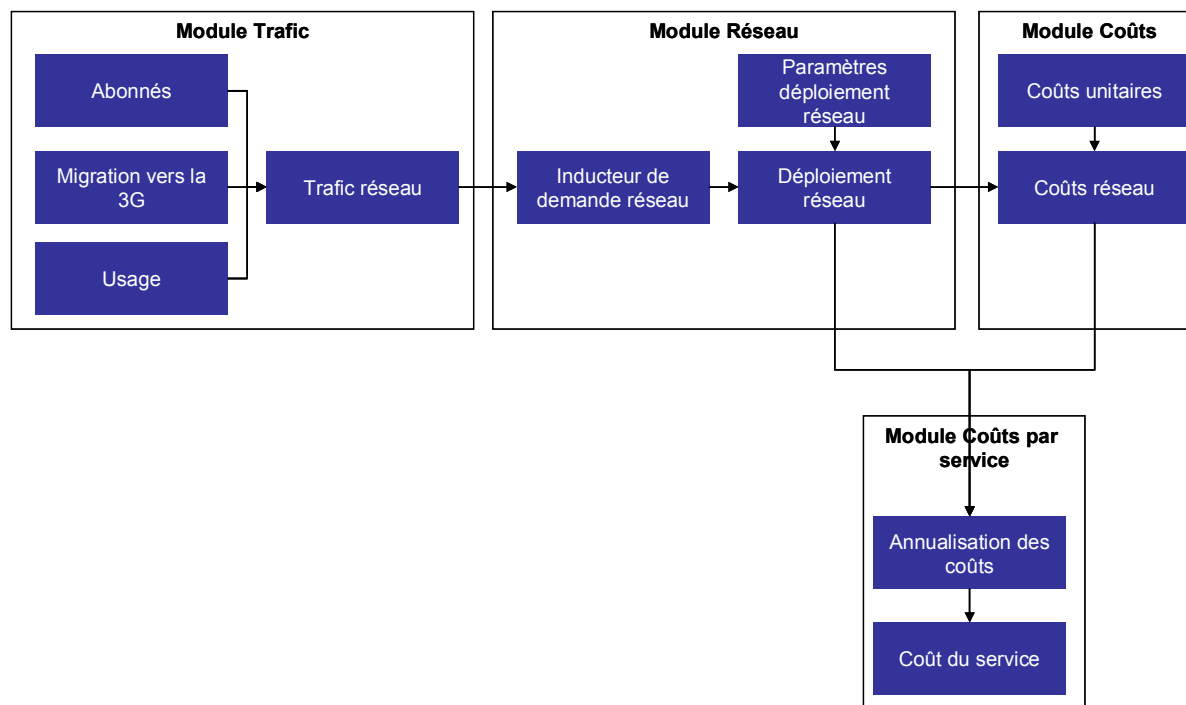 Module Trafic
Abonnés
Migration vers la
3G
Usage
Trafic réseau
Module Réseau
Paramètres
déploiement
réseau
Inducteur de
demande réseau
Déploiement
réseau
Module Coûts
Coûts unitaires
Coûts réseau
Module Coûts par
service
Annualisation des
coûts
Coût du service